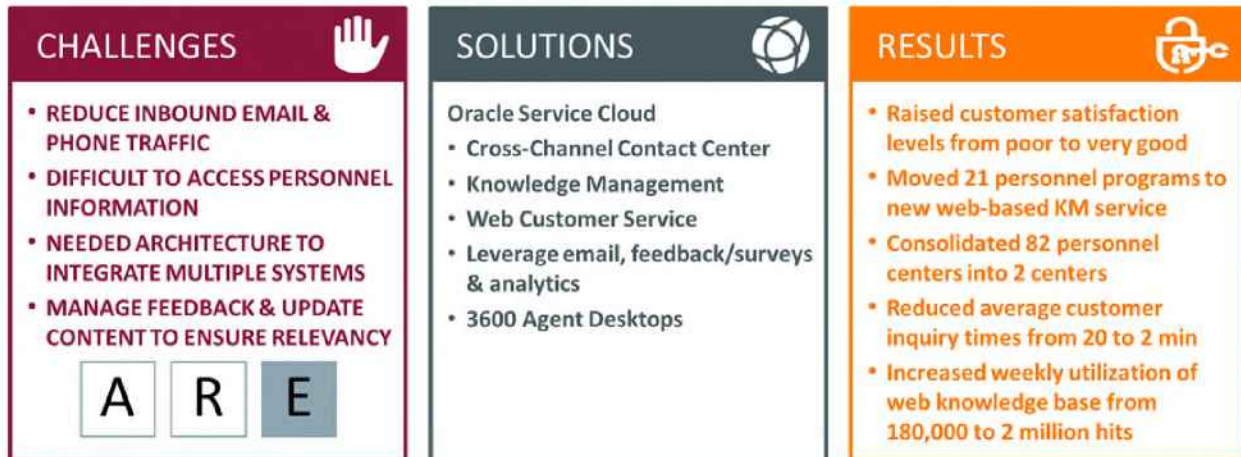 CHALLENGES
• REDUCE INBOUND EMAIL &
PHONE TRAFFIC
• DIFFICULT TO ACCESS PERSONNEL
INFORMATION
• NEEDED ARCHITECTURE TO
INTEGRATE MULTIPLE SYSTEMS
• MANAGE FEEDBACK & UPDATE
CONTENT TO ENSURE RELEVANCY
A R E
SOLUTIONS
Oracle Service Cloud
• Cross-Channel Contact Center
• Knowledge Management
• Web Customer Service
• Leverage email, feedback/surveys
& analytics
• 3600 Agent Desktops
RESULTS
• Raised customer satisfaction
levels from poor to very good
• Moved 21 personnel programs to
new web-based KM service
• Consolidated 82 personnel
centers into 2 centers
• Reduced average customer
inquiry times from 20 to 2 min
• Increased weekly utilization of
web knowledge base from
180,000 to 2 million hits